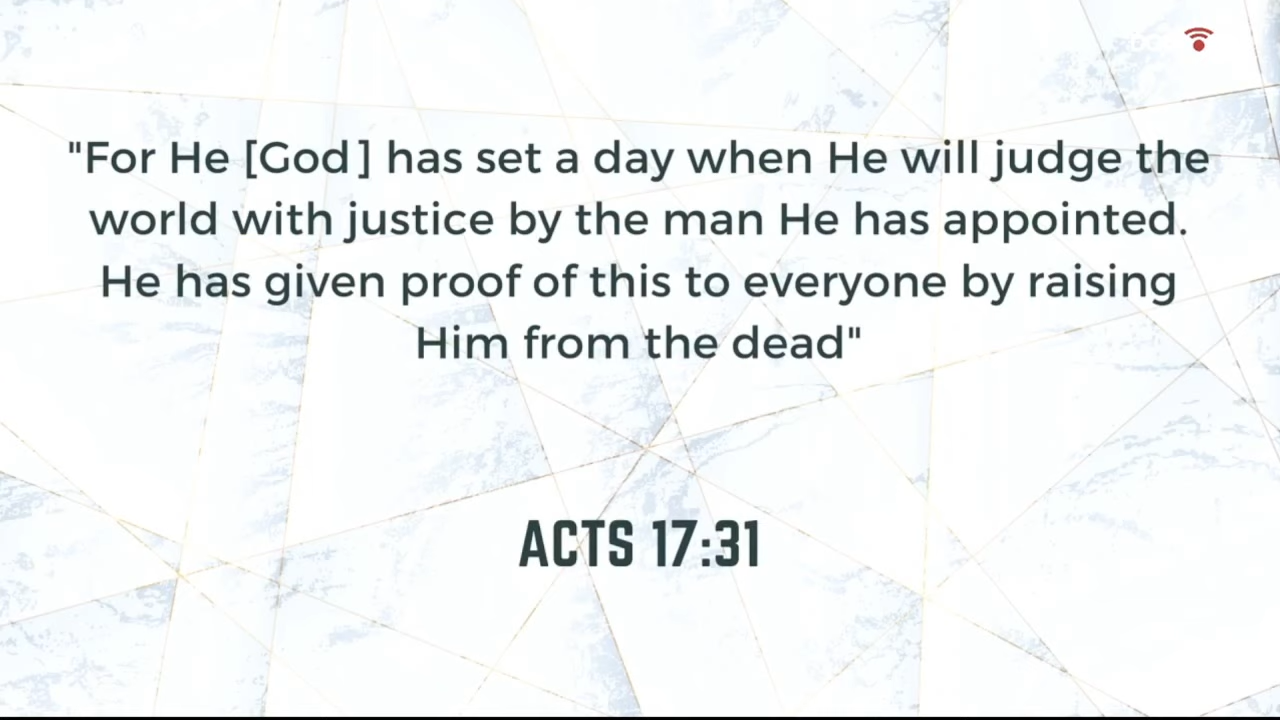 "For He [God] has set a day when He will judge the
world with justice by the man He has appointed.
He has given proof of this to everyone by raising
Him from the dead"
ACTS 17:31